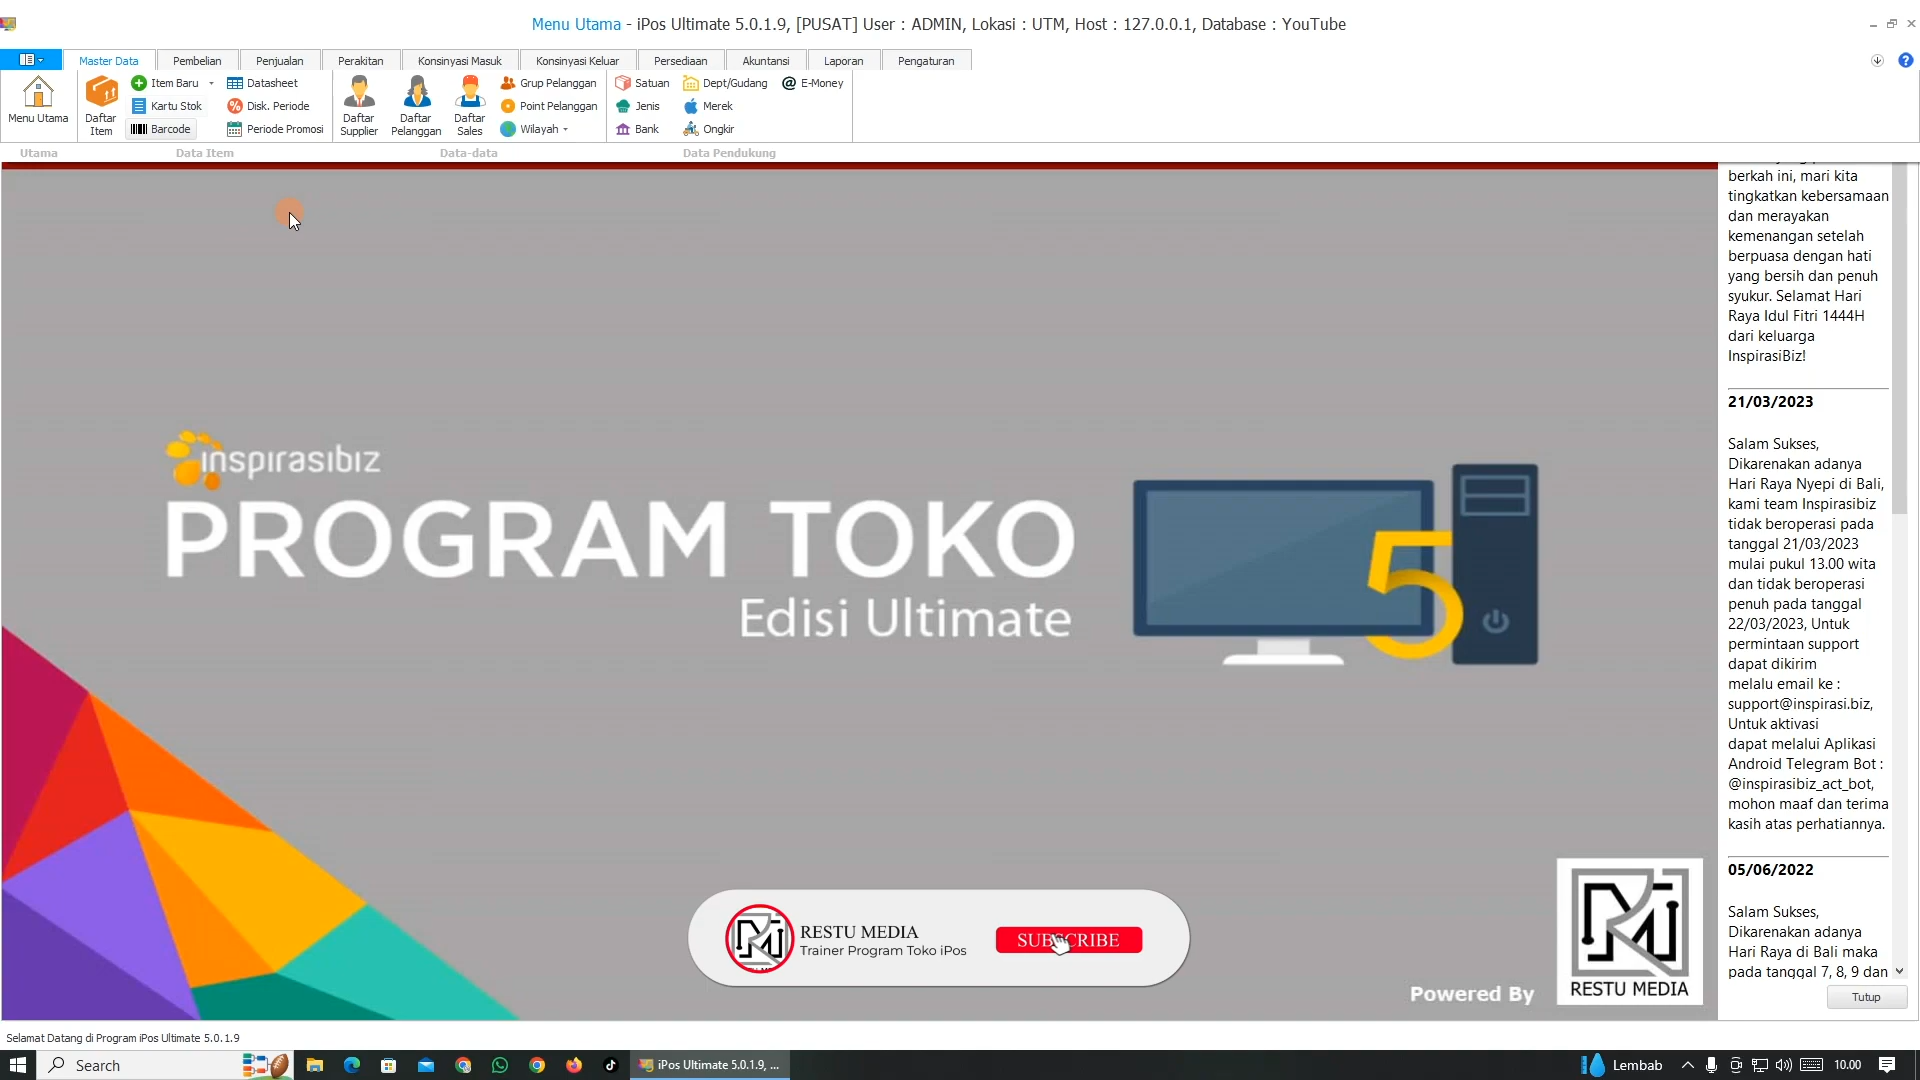 Menu Utama - iPos Ultimate 5.0.1.9, [PUSAT] User : ADMIN, Lokasi : UTM, Host : 127.0.0.1, Database : YouTube
Master Data Pembelian Penjualan Perakitan Konsinyasi Masuk Konsinyasi Keluar Persediaan Akuntansi Laporan Pengaturan
Menu Utama
Daftar Item
Item Baru
Kartu Stok
Barcode
Datasheet
Disk. Periode
Periode Promosi
Daftar Supplier
Daftar Pelanggan
Daftar Sales
Grup Pelanggan
Point Pelanggan
Wilayah
Satuan
Jenis
Bank
Dept/Gudang
Merek
Ongkir
@ E-Money
Utama
Data Item
Data-data
Data Pendukung
inspirasibiz
PROGRAM TOKO
Edisi Ultimate
5
RESTU MEDIA
Trainer Program Toko iPos
SUBSCRIBE
Powered By
RESTU MEDIA
berkah ini, mari kita
tingkatkan kebersamaan
dan merayakan
kemenangan setelah
berpuasa dengan hati
yang bersih dan penuh
syukur. Selamat Hari
Raya Idul Fitri 1444H
dari keluarga
InspirasiBiz!
21/03/2023
Salam Sukses,
Dikarenakan adanya
Hari Raya Nyepi di Bali,
kami team Inspirasibiz
tidak beroperasi pada
tanggal 21/03/2023
mulai pukul 13.00 wita
dan tidak beroperasi
penuh pada tanggal
22/03/2023, Untuk
permintaan support
dapat dikirim
melalu email ke :
support@inspirasi.biz,
Untuk aktivasi
dapat melalui Aplikasi
Android Telegram Bot :
@inspirasibiz_act_bot,
mohon maaf dan terima
kasih atas perhatiannya.
05/06/2022
Salam Sukses,
Dikarenakan adanya
Hari Raya di Bali maka
pada tanggal 7, 8, 9 dan
Tutup
Selamat Datang di Program iPos Ultimate 5.0.1.9
Search
iPos Ultimate 5.0.1.9, ...
Lembab
10.00